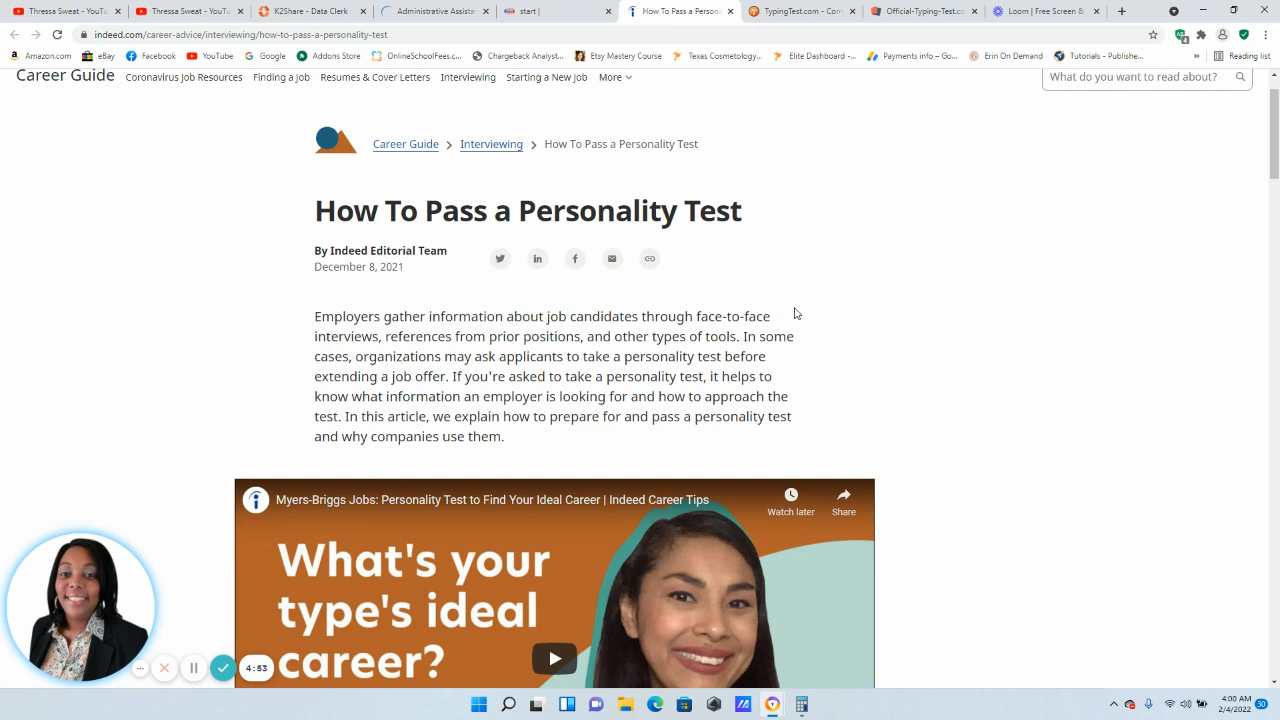 Thressa Sweat - YouTu
Thressa Sweat - YouTu
K2Share - Data Clerk
Administrative Assista
start |
How To Pass a Persona
TypingTest.com - Com
Official-Typing-Test.co
Loom | Free Screen &
indeed.com/career-advice/interviewing/how-to-pass-a-personality-test
Amazon.com
eBay
Facebook
YouTube
Google
Addons Store
OnlineSchoolFees.c...
Chargeback Analyst...
Etsy Mastery Course
Texas Cosmetology...
Elite Dashboard -...
Payments info – Go...
Erin On Demand
Tutorials - Publishe...
»
Reading list
Career Guide
Coronavirus Job Resources
Finding a Job
Resumes & Cover Letters
Interviewing
Starting a New Job
More
What do you want to read about?
Career Guide > Interviewing > How To Pass a Personality Test
How To Pass a Personality Test
By Indeed Editorial Team
December 8, 2021
Employers gather information about job candidates through face-to-face
interviews, references from prior positions, and other types of tools. In some
cases, organizations may ask applicants to take a personality test before
extending a job offer. If you're asked to take a personality test, it helps to
know what information an employer is looking for and how to approach the
test. In this article, we explain how to prepare for and pass a personality test
and why companies use them.
Myers-Briggs Jobs: Personality Test to Find Your Ideal Career | Indeed Career Tips
Watch later
Share
What's your
type's ideal
career?
4:53
4:00 AM
2/4/2022
30